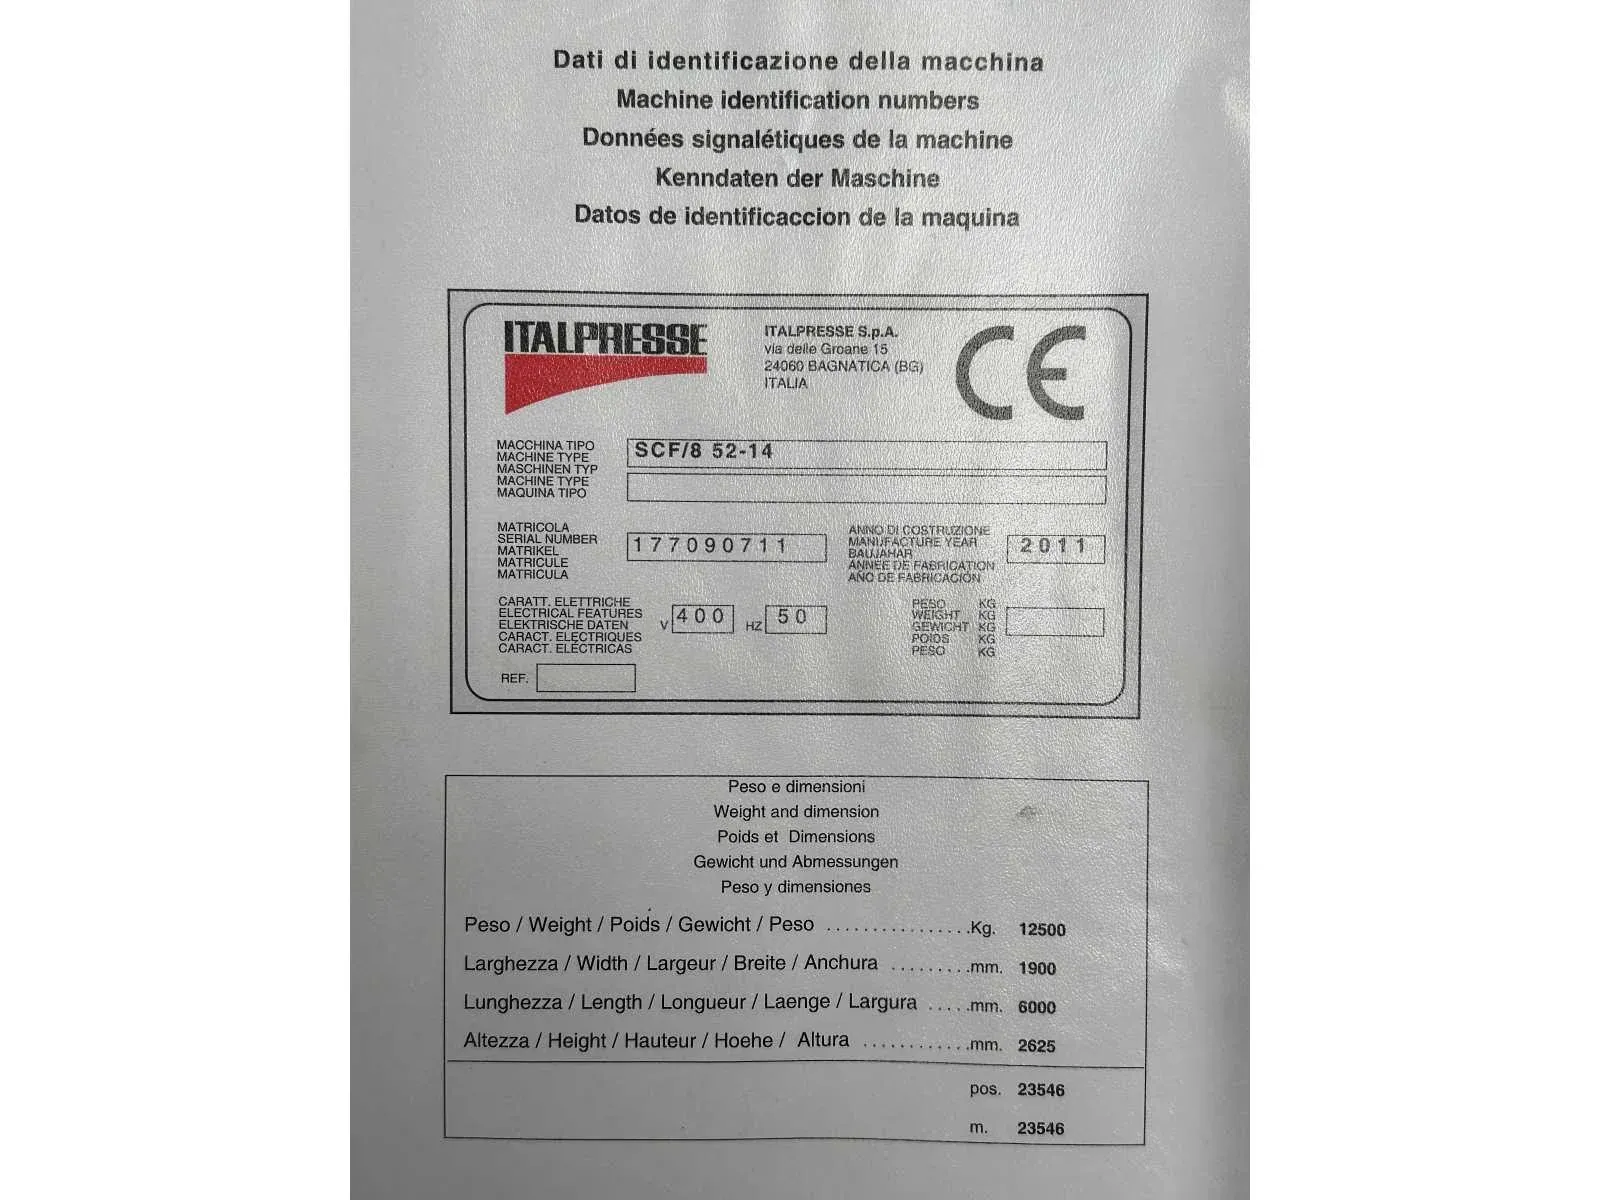 Dati di identificazione della macchina
Machine identification numbers
Données signalétiques de la machine
Kenndaten der Maschine
Datos de identificaccion de la maquina
ITALPRESSE
ITALPRESSE S.p.A.
via delle Groane 15
24060 BAGNATICA (BG)
ITALIA
CE
MACCHINA TIPO
MACHINE TYPE
MASCHINEN TYP
MACHINE TYPE
MAQUINA TIPO
SCF/8 52-14
MATRICOLA
SERIAL NUMBER
MATRIKEL
MATRICULE
MATRICULA
177090711
ANNO DI COSTRUZIONE
MANUFACTURE YEAR
BAUJAHAR
ANNEE DE FABRICATION
AÑO DE FABRICACIÓN
2011
CARATT. ELETTRICHE
ELECTRICAL FEATURES
ELEKTRISCHE DATEN
CARACT. ELECTRIQUES
CARACT. ELÉCTRICAS
V 400 HZ 50
PESO KG
WEIGHT KG
GEWICHT KG
POIDS KG
PESO KG
REF.
Peso e dimensioni
Weight and dimension
Poids et Dimensions
Gewicht und Abmessungen
Peso y dimensiones
Peso / Weight / Poids / Gewicht / Peso ................Kg. 12500
Larghezza / Width / Largeur / Breite / Anchura .........mm. 1900
Lunghezza / Length / Longueur / Laenge / Largura .....mm. 6000
Altezza / Height / Hauteur / Hoehe / Altura ............mm. 2625
pos. 23546
m. 23546